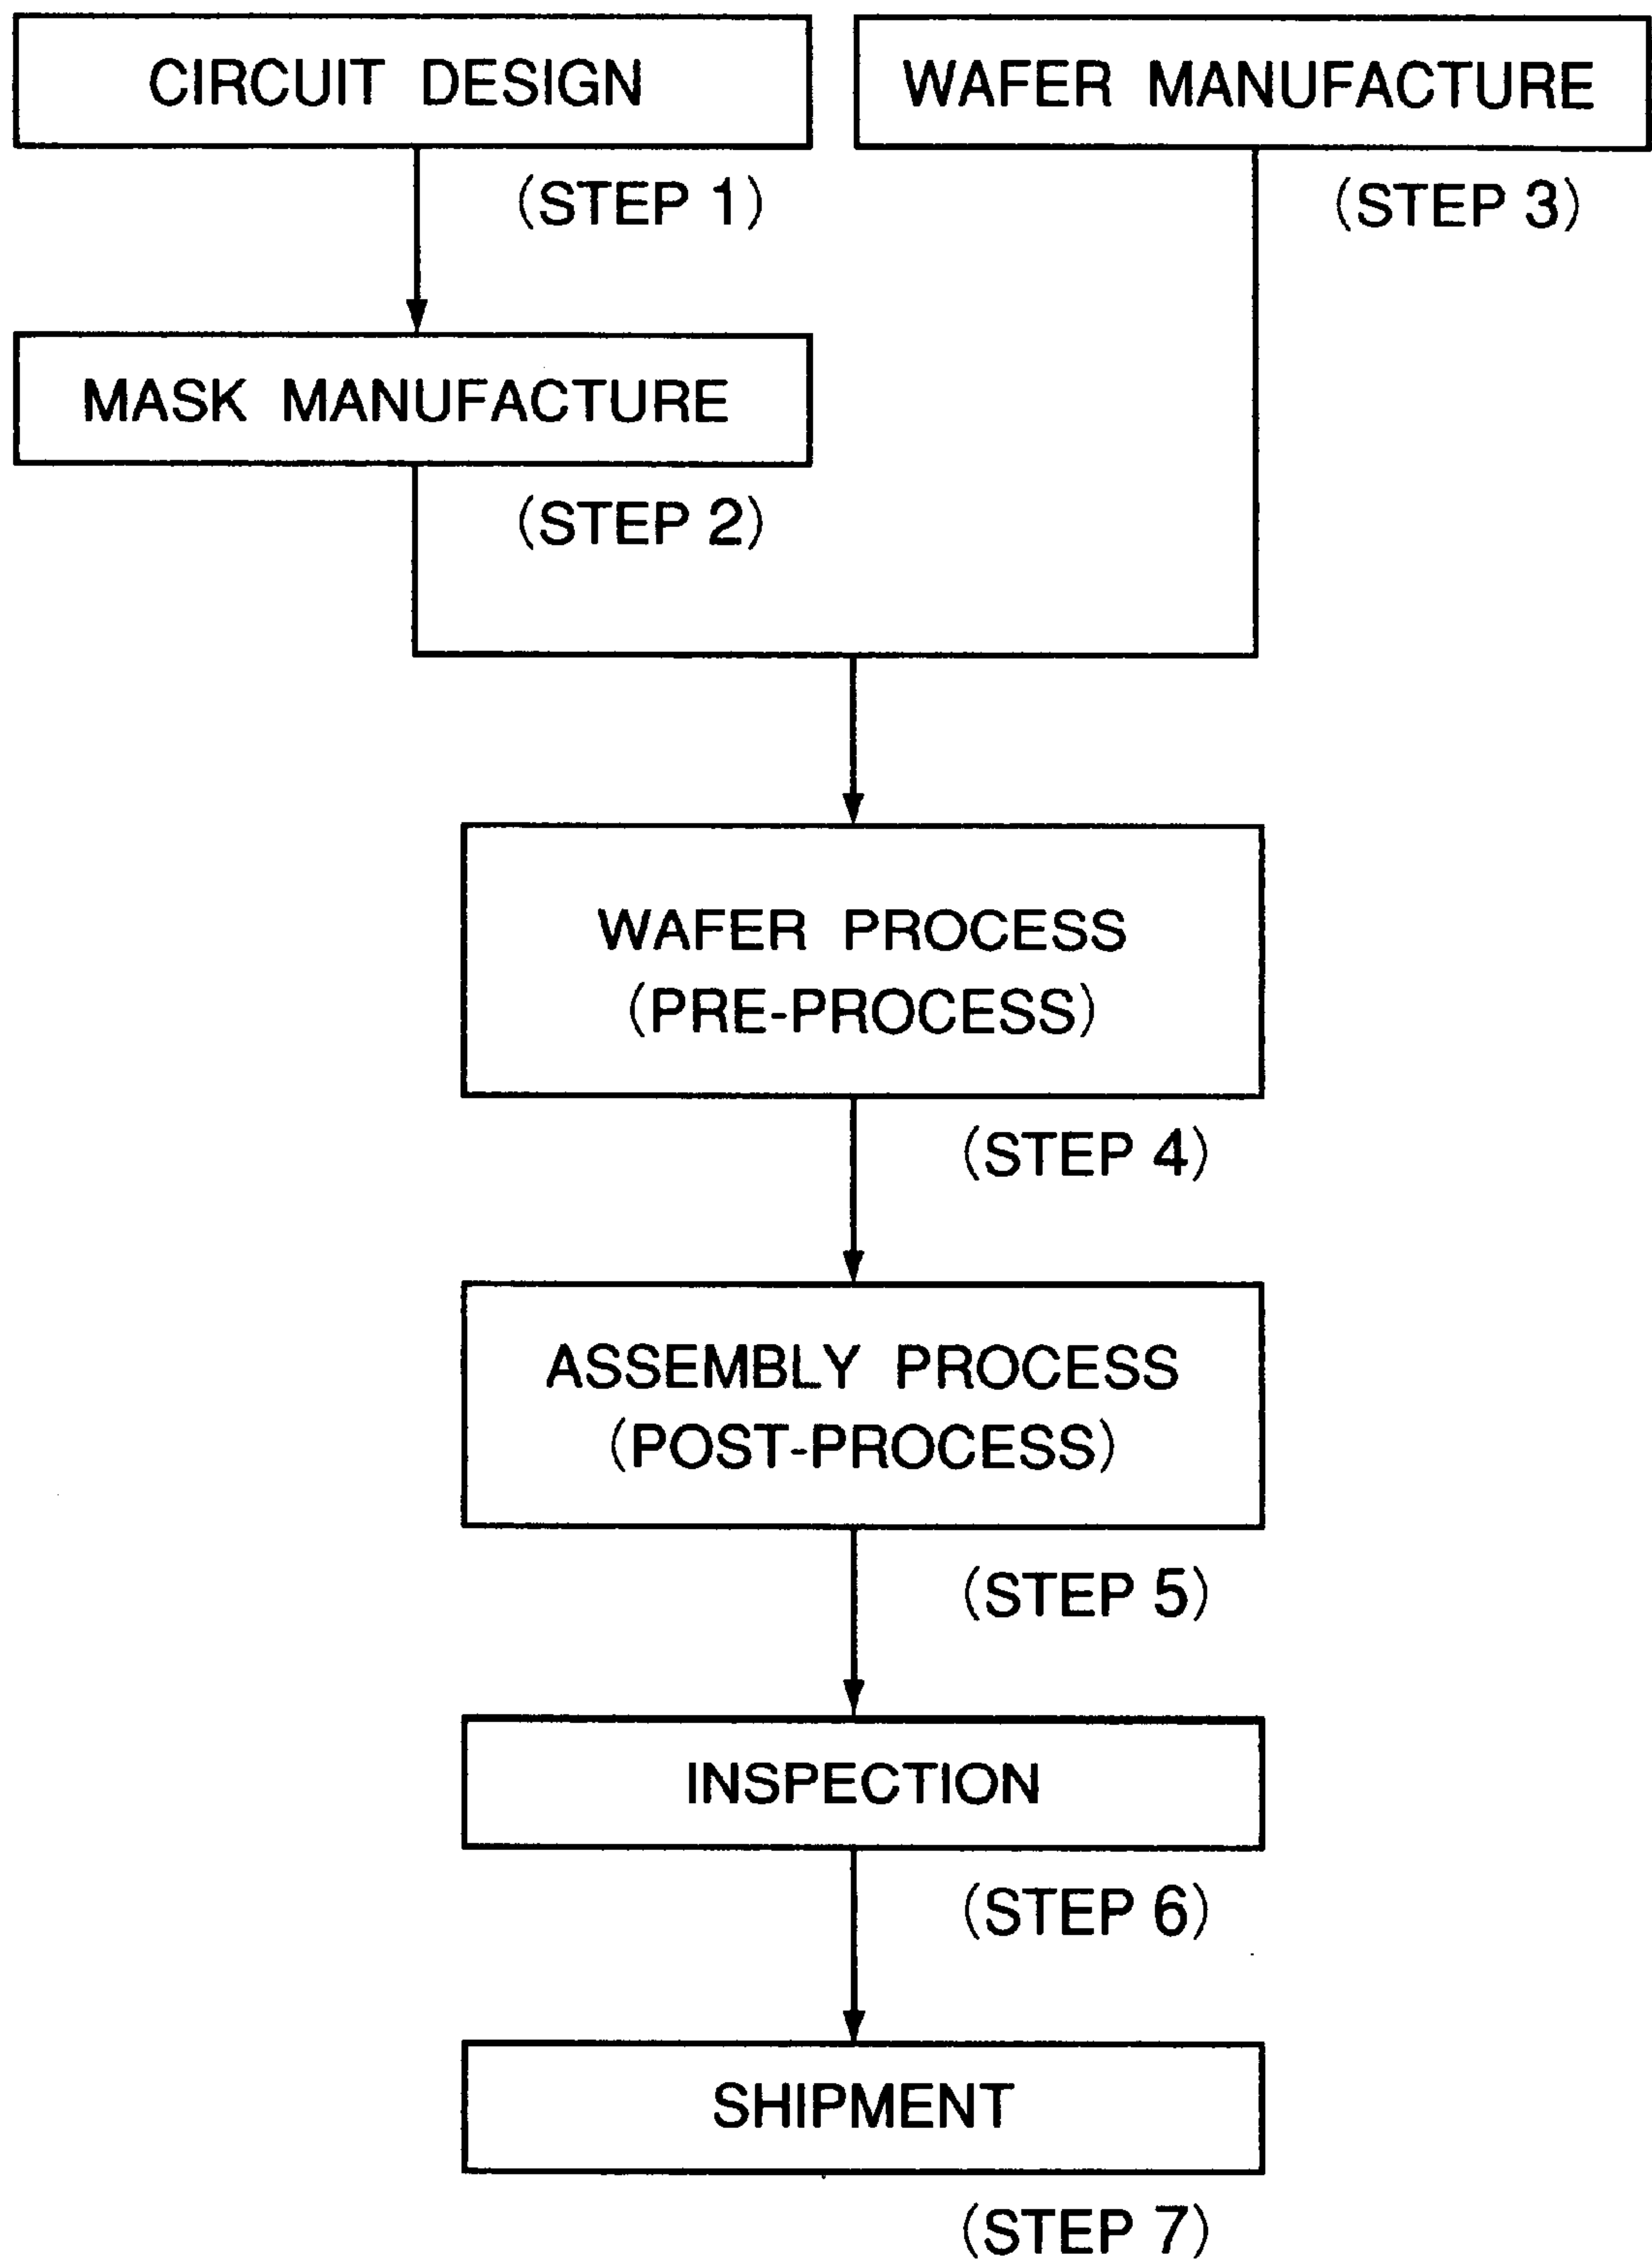 CIRCUIT DESIGN
(STEP 1)
WAFER MANUFACTURE
(STEP 3)
MASK MANUFACTURE
(STEP 2)
WAFER PROCESS
(PRE-PROCESS)
(STEP 4)
ASSEMBLY PROCESS
(POST-PROCESS)
(STEP 5)
INSPECTION
(STEP 6)
SHIPMENT
(STEP 7)